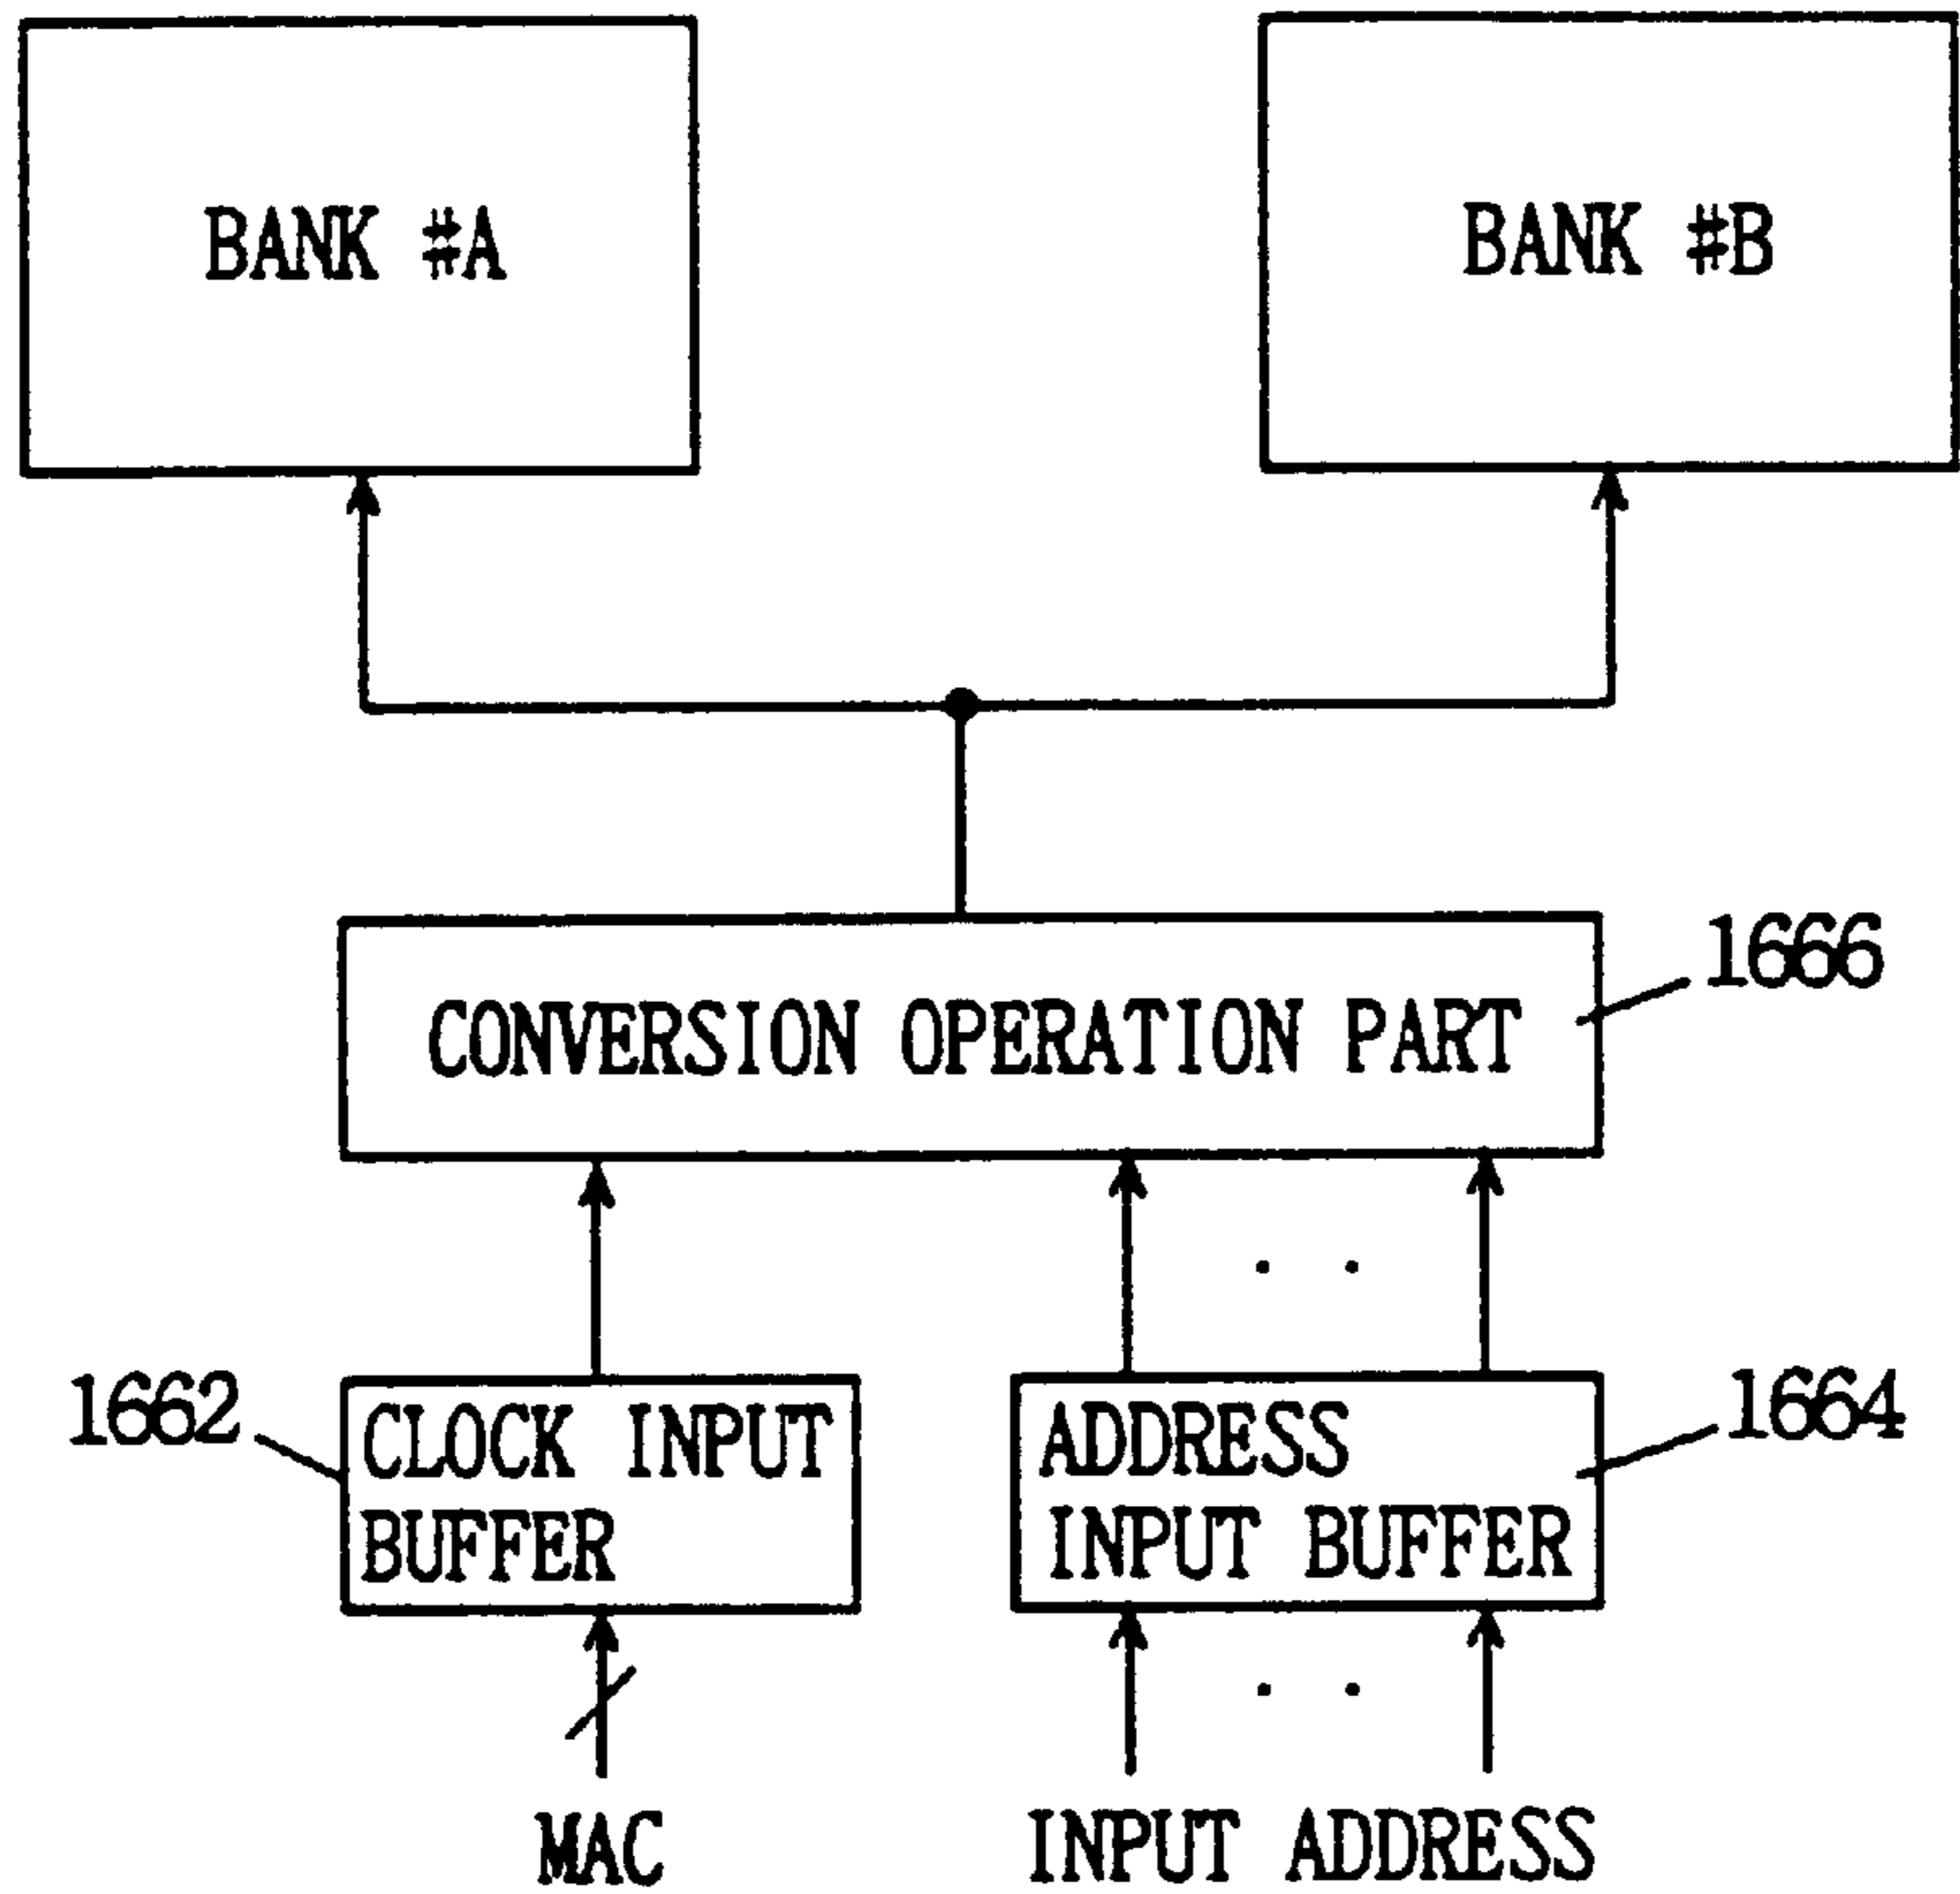 BANK #A
BANK #B
CONVERSION OPERATION PART
1666
1662
CLOCK INPUT
BUFFER
ADDRESS
INPUT BUFFER
1664
MAC
INPUT ADDRESS